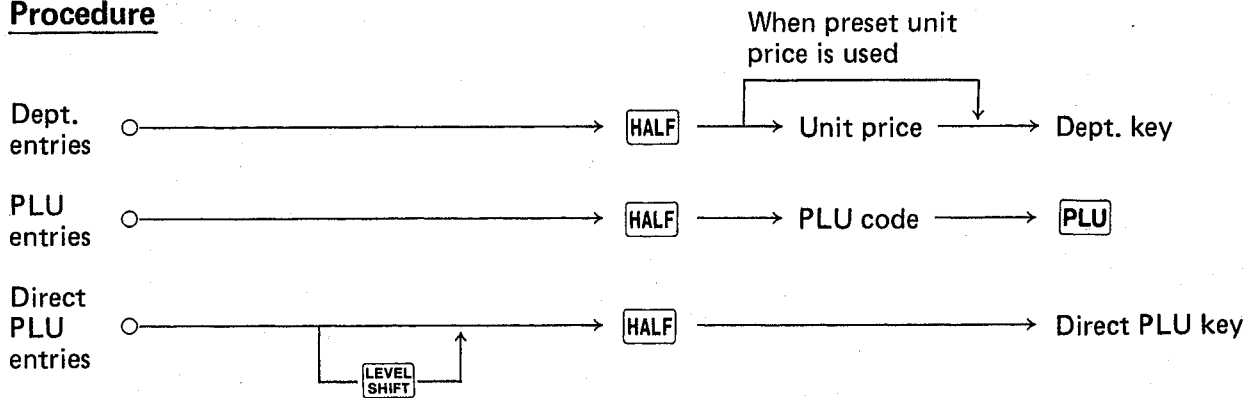 Procedure
When preset unit
price is used
Dept.
entries
HALF
Unit price
Dept. key
PLU
entries
HALF
PLU code
PLU
Direct
PLU
entries
LEVEL
SHIFT
HALF
Direct PLU key